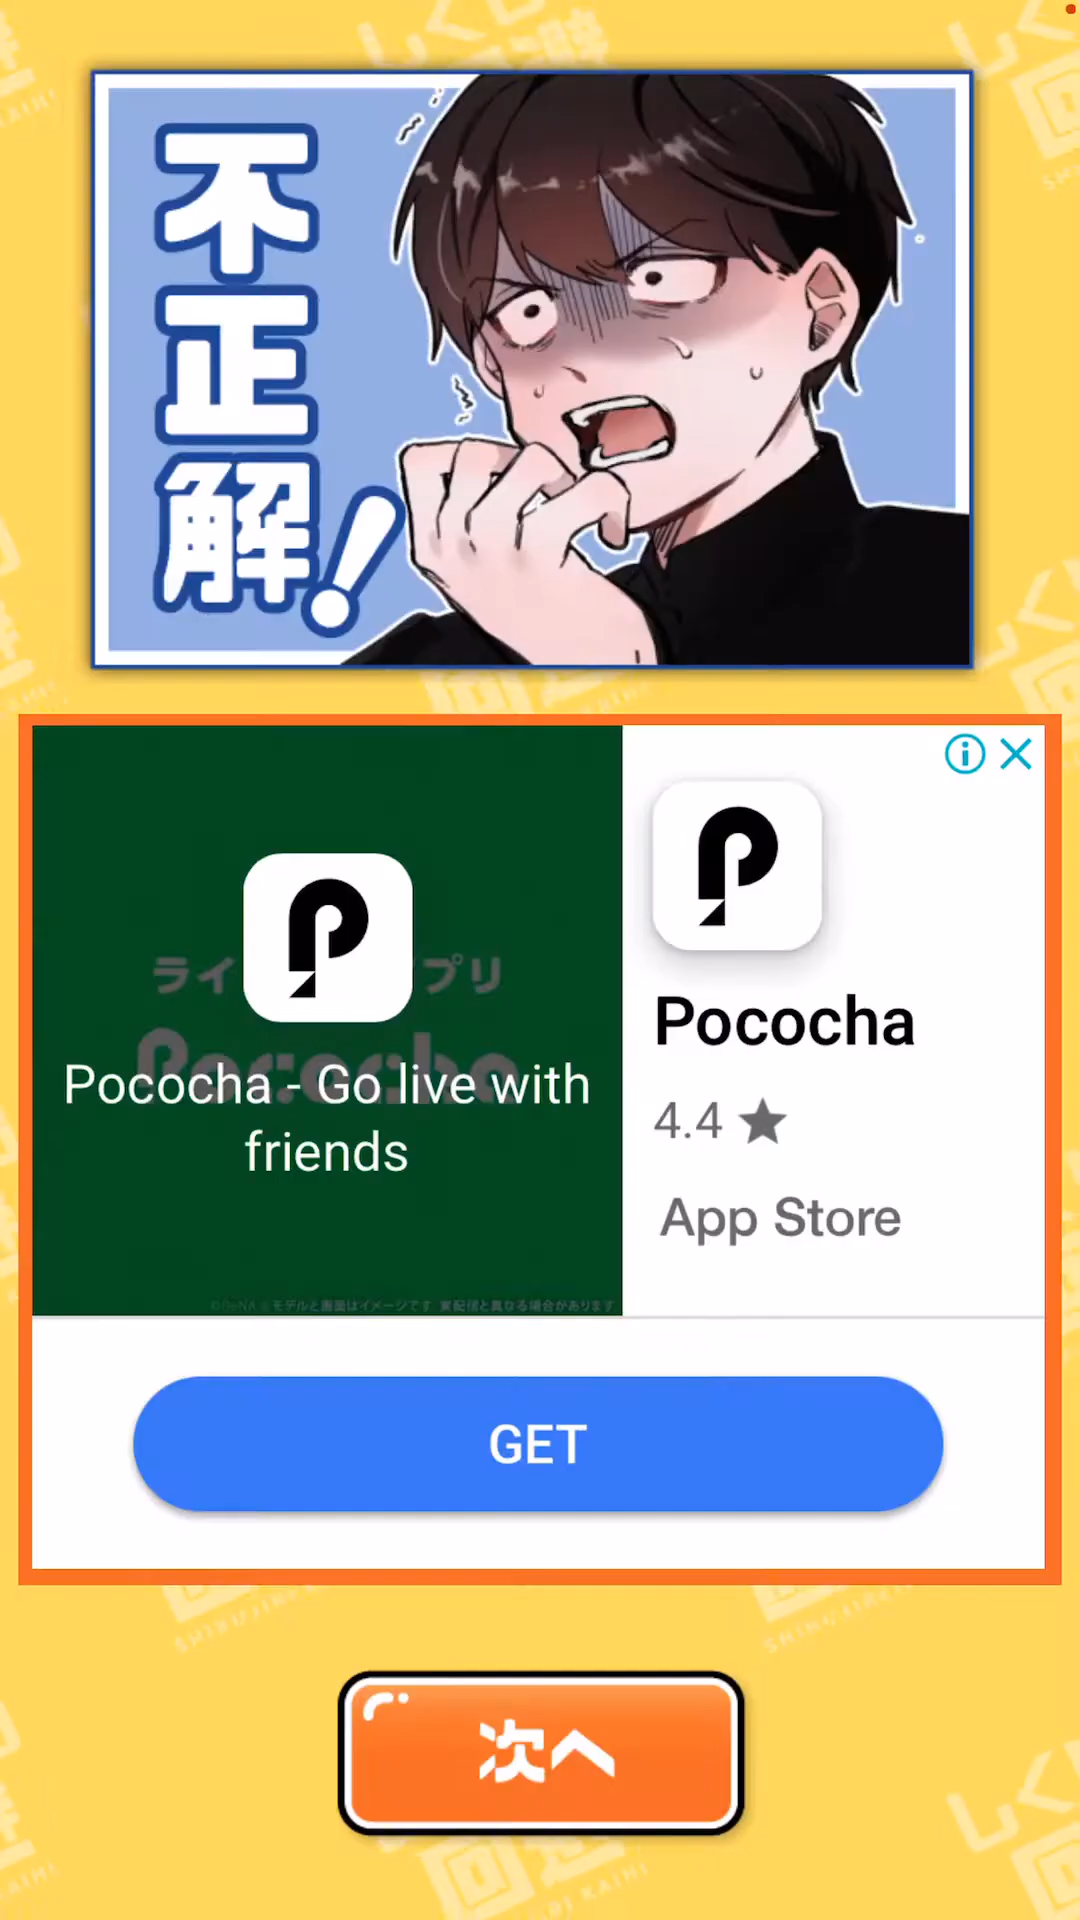 不正解!
Pococha - Go live with
friends
Pococha
4.4 ★
App Store
GET
次へ